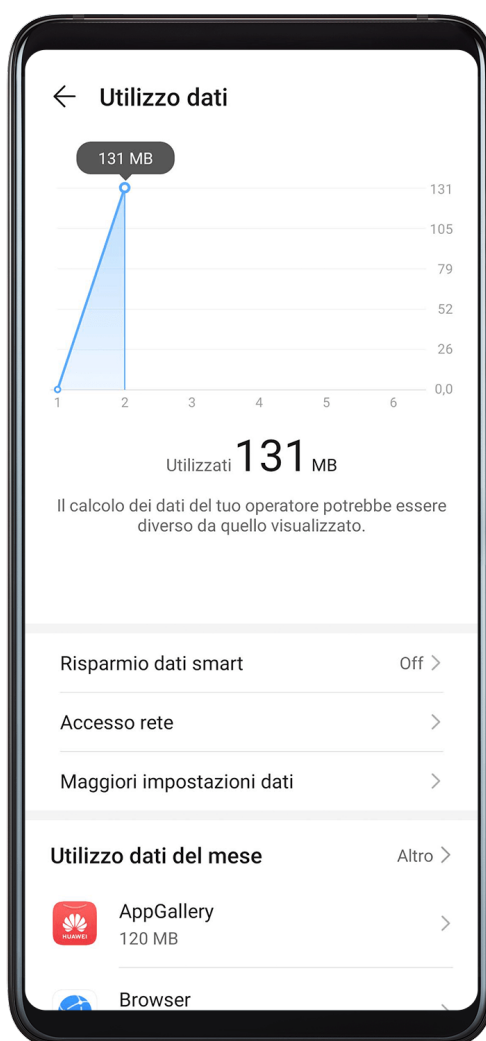 Utilizzo dati
131 MB
131
105
79
52
26
0,0
1 2 3 4 5 6
Utilizzati 131 MB
Il calcolo dei dati del tuo operatore potrebbe essere
diverso da quello visualizzato.
Risparmio dati smart Off
Accesso rete
Maggiori impostazioni dati
Utilizzo dati del mese Altro
HUAWEI
AppGallery
120 MB
Browser